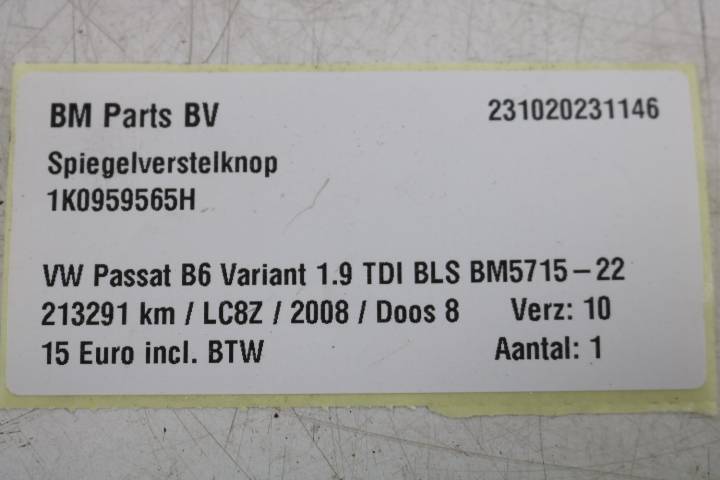 BM Parts BV 231020231146
Spiegelverstelknop
1K0959565H
VW Passat B6 Variant 1.9 TDI BLS BM5715-22
213291 km / LC8Z / 2008 / Doos 8 Verz: 10
15 Euro incl. BTW Aantal: 1